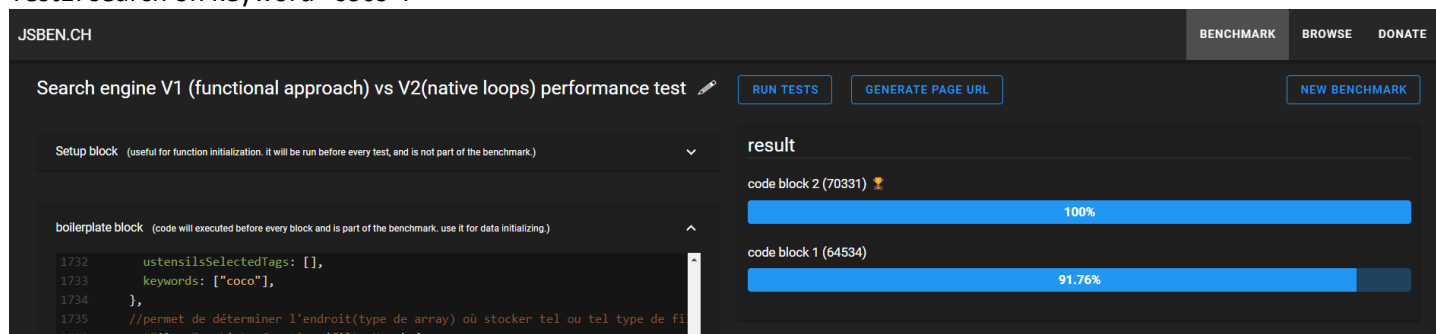 JSBEN.CH
BENCHMARK BROWSE DONATE
Search engine V1 (functional approach) vs V2(native loops) performance test
RUN TESTS GENERATE PAGE URL NEW BENCHMARK
Setup block (useful for function initialization. it will be run before every test, and is not part of the benchmark.)
boilerplate block (code will executed before every block and is part of the benchmark. use it for data initializing.)
1732 ustensilsSelectedTags: [],
1733 keywords: ["coco"],
1734 },
1735 //permet de déterminer l'endroit(type de array) où stocker tel ou tel type de fi
result
code block 2 (70331)
100%
code block 1 (64534)
91.76%